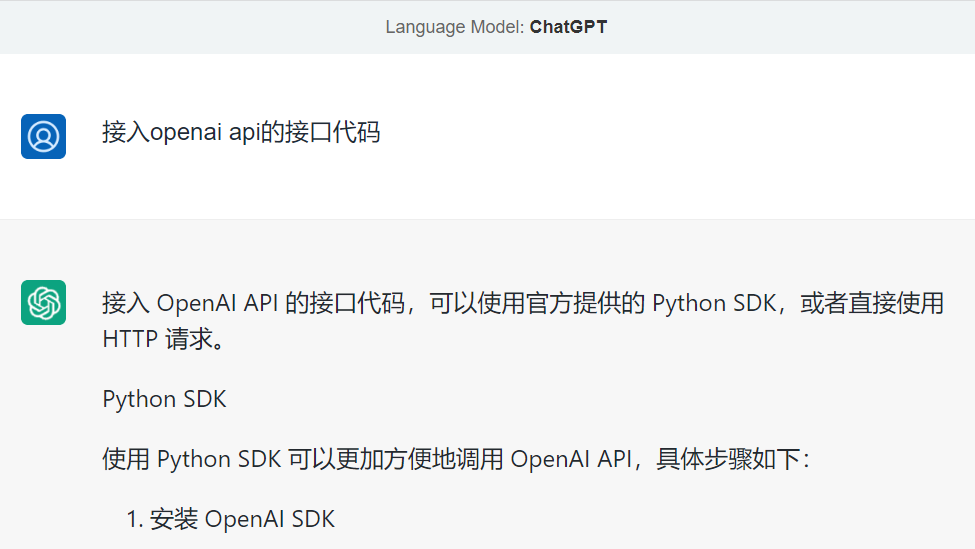 Language Model: ChatGPT
接入openai api的接口代码
接入 OpenAI API 的接口代码，可以使用官方提供的 Python SDK，或者直接使用
HTTP 请求。
Python SDK
使用 Python SDK 可以更加方便地调用 OpenAI API，具体步骤如下：
1. 安装 OpenAI SDK